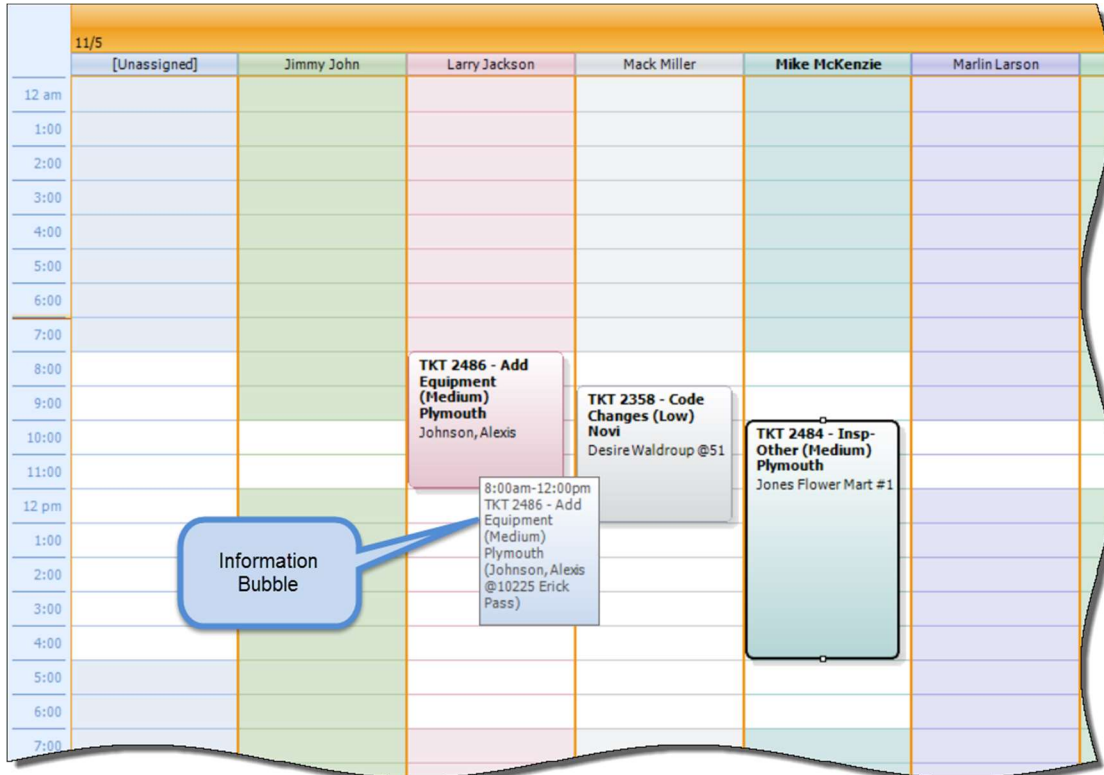 11/5
[Unassigned] Jimmy John Larry Jackson Mack Miller Mike McKenzie Marlin Larson
12 am
1:00
2:00
3:00
4:00
5:00
6:00
7:00
8:00
9:00
10:00
11:00
12 pm
1:00
2:00
3:00
4:00
5:00
6:00
7:00
TKT 2486 - Add
Equipment
(Medium)
Plymouth
Johnson, Alexis
TKT 2358 - Code
Changes (Low)
Novi
Desire Waldroup @51
TKT 2484 - Insp-
Other (Medium)
Plymouth
Jones Flower Mart #1
8:00am-12:00pm
TKT 2486 - Add
Equipment
(Medium)
Plymouth
(Johnson, Alexis
@10225 Erick
Pass)
Information
Bubble